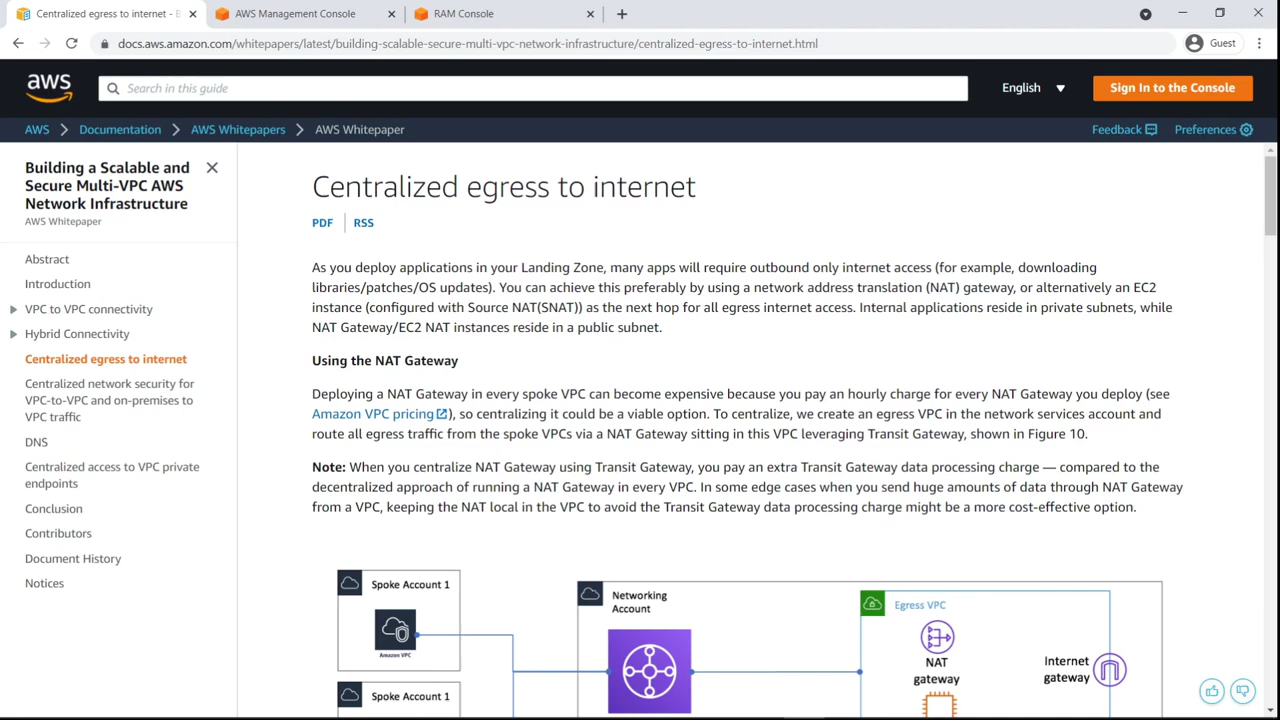 Centralized egress to internet - B
AWS Management Console
RAM Console
docs.aws.amazon.com/whitepapers/latest/building-scalable-secure-multi-vpc-network-infrastructure/centralized-egress-to-internet.html
Guest
aws
Search in this guide
English
Sign In to the Console
AWS
Documentation
AWS Whitepapers
AWS Whitepaper
Feedback
Preferences
Building a Scalable and
Secure Multi-VPC AWS
Network Infrastructure
AWS Whitepaper
Abstract
Introduction
VPC to VPC connectivity
Hybrid Connectivity
Centralized egress to internet
Centralized network security for
VPC-to-VPC and on-premises to
VPC traffic
DNS
Centralized access to VPC private
endpoints
Conclusion
Contributors
Document History
Notices
Centralized egress to internet
PDF
RSS
As you deploy applications in your Landing Zone, many apps will require outbound only internet access (for example, downloading
libraries/patches/OS updates). You can achieve this preferably by using a network address translation (NAT) gateway, or alternatively an EC2
instance (configured with Source NAT(SNAT)) as the next hop for all egress internet access. Internal applications reside in private subnets, while
NAT Gateway/EC2 NAT instances reside in a public subnet.
Using the NAT Gateway
Deploying a NAT Gateway in every spoke VPC can become expensive because you pay an hourly charge for every NAT Gateway you deploy (see
Amazon VPC pricing), so centralizing it could be a viable option. To centralize, we create an egress VPC in the network services account and
route all egress traffic from the spoke VPCs via a NAT Gateway sitting in this VPC leveraging Transit Gateway, shown in Figure 10.
Note: When you centralize NAT Gateway using Transit Gateway, you pay an extra Transit Gateway data processing charge — compared to the
decentralized approach of running a NAT Gateway in every VPC. In some edge cases when you send huge amounts of data through NAT Gateway
from a VPC, keeping the NAT local in the VPC to avoid the Transit Gateway data processing charge might be a more cost-effective option.
Spoke Account 1
Amazon VPC
Spoke Account 1
Networking
Account
Egress VPC
NAT
gateway
Internet
gateway